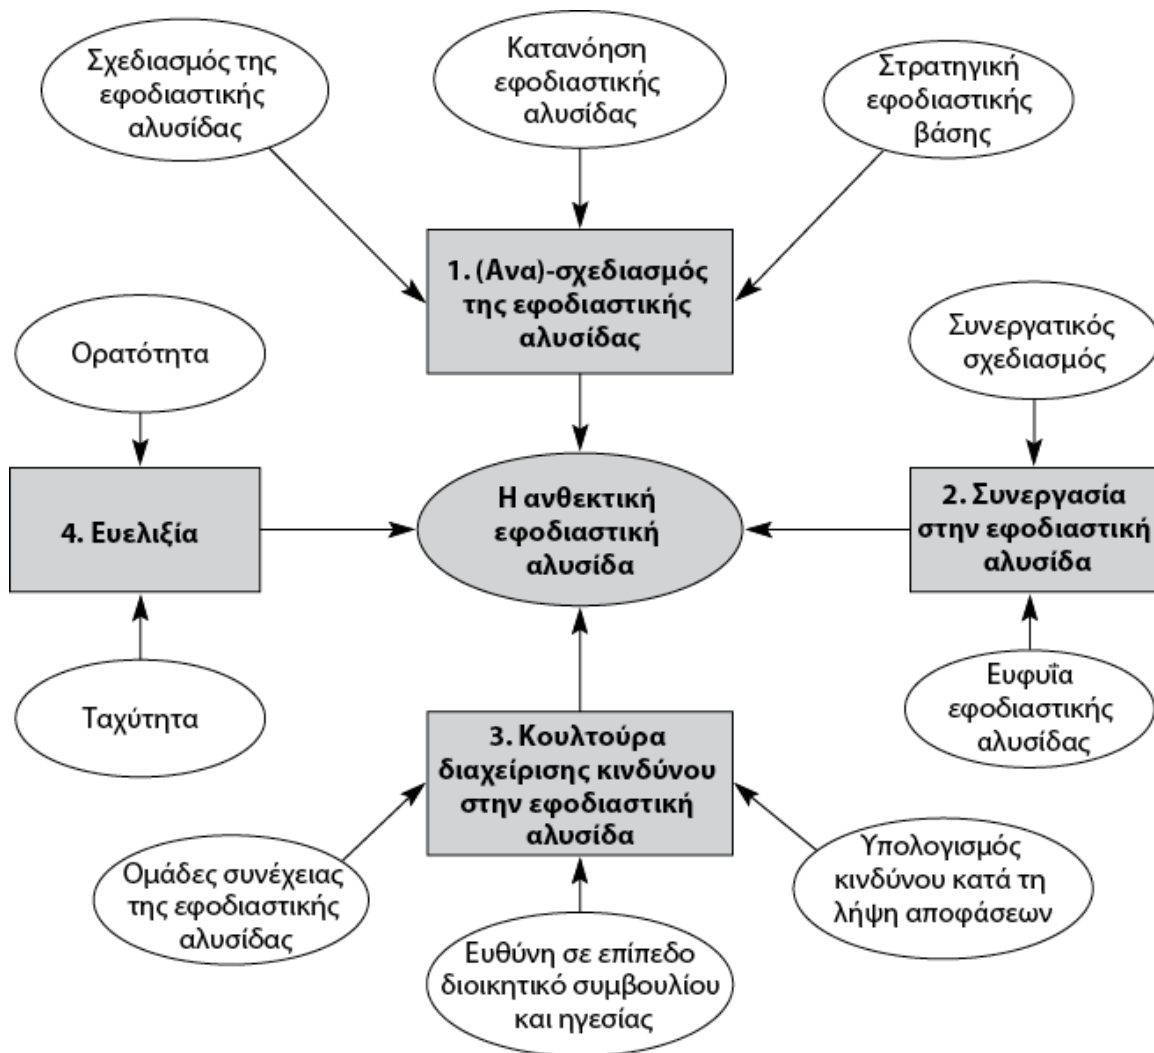 Σχεδιασμός της
εφοδιαστικής
αλυσίδας
Κατανόηση
εφοδιαστικής
αλυσίδας
Στρατηγική
εφοδιαστικής
βάσης
1. (Ανα)-σχεδιασμός
της εφοδιαστικής
αλυσίδας
Ορατότητα
Συνεργατικός
σχεδιασμός
4. Ευελιξία
Η ανθεκτική
εφοδιαστική
αλυσίδα
2. Συνεργασία
στην εφοδιαστική
αλυσίδα
Ταχύτητα
Ευφυΐα
εφοδιαστικής
αλυσίδας
3. Κουλτούρα
διαχείρισης κινδύνου
στην εφοδιαστική
αλυσίδα
Ομάδες συνέχειας
της εφοδιαστικής
αλυσίδας
Ευθύνη σε επίπεδο
διοικητικό συμβουλίου
και ηγεσίας
Υπολογισμός
κινδύνου κατά τη
λήψη αποφάσεων